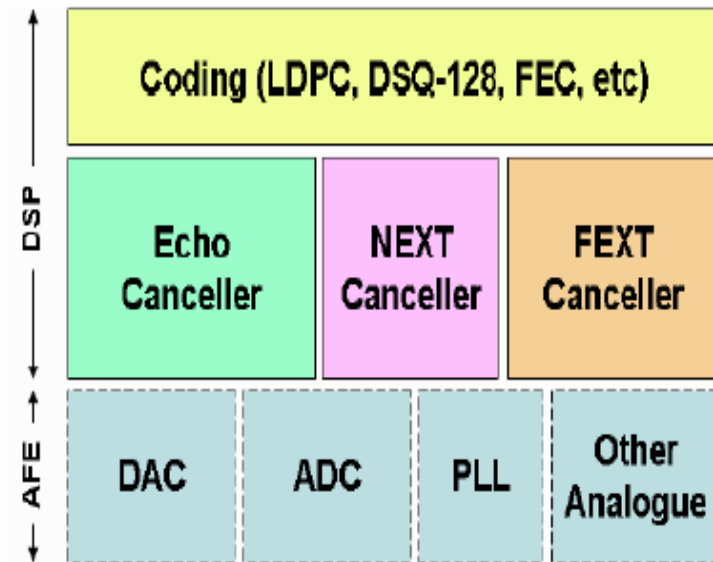 Coding (LDPC, DSQ-128, FEC, etc)
DSP
Echo
Canceller
NEXT
Canceller
FEXT
Canceller
AFE
DAC
ADC
PLL
Other
Analogue